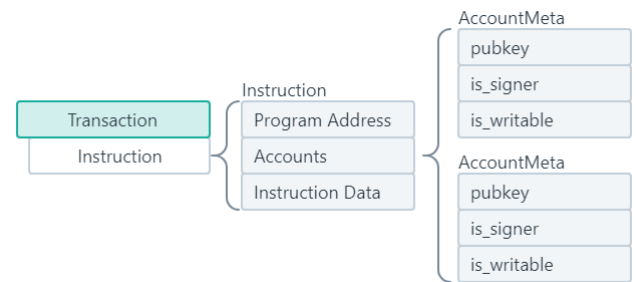 Transaction
Instruction
Instruction
Program Address
Accounts
Instruction Data
AccountMeta
pubkey
is_signer
is_writable
AccountMeta
pubkey
is_signer
is_writable